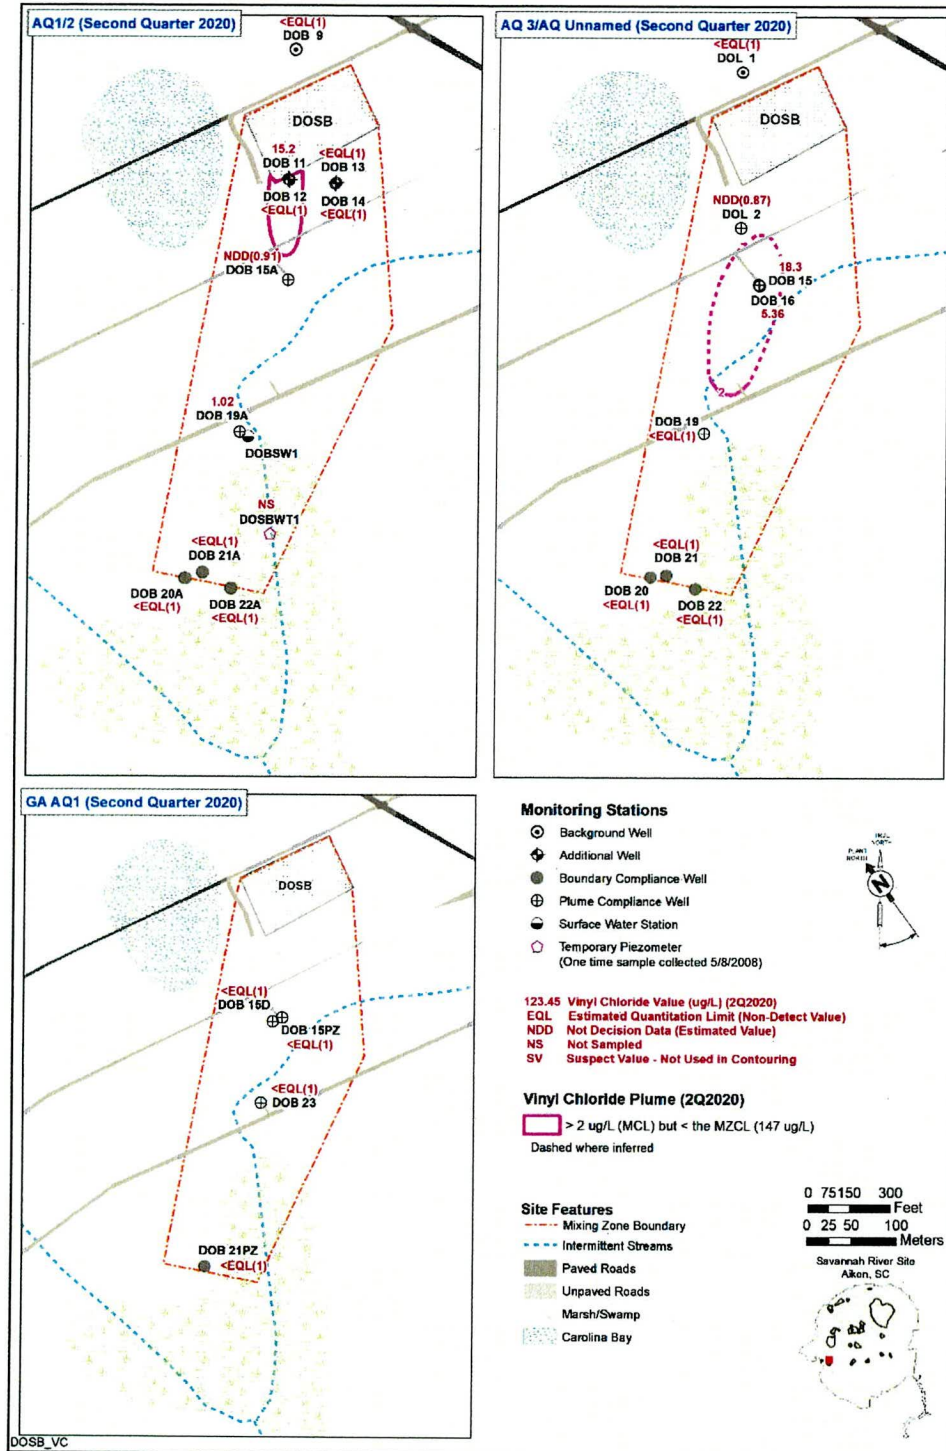 AQ1/2 (Second Quarter 2020)
<EQL(1)
DOB 9
DOSB
15.2
DOB 11
<EQL(1)
DOB 13
DOB 12
<EQL(1)
DOB 14
<EQL(1)
NDD(0.91)
DOB 15A
1.02
DOB 19A
DOBSW1
NS
DOSBWT1
<EQL(1)
DOB 21A
DOB 20A
<EQL(1)
DOB 22A
<EQL(1)
AQ 3/AQ Unnamed (Second Quarter 2020)
<EQL(1)
DOL 1
DOSB
NDD(0.87)
DOL 2
18.3
DOB 15
DOB 16
5.36
2
DOB 19
<EQL(1)
<EQL(1)
DOB 21
DOB 20
<EQL(1)
DOB 22
<EQL(1)
GA AQ1 (Second Quarter 2020)
DOSB
<EQL(1)
DOB 15D
DOB 15PZ
<EQL(1)
<EQL(1)
DOB 23
DOB 21PZ
<EQL(1)
DOSB_VC
Monitoring Stations
Background Well
Additional Well
Boundary Compliance Well
Plume Compliance Well
Surface Water Station
Temporary Piezometer
(One time sample collected 5/8/2008)
TRUE
NORTH
PLANT
NORTH
N
123.45 Vinyl Chloride Value (ug/L) (2Q2020)
EQL Estimated Quantitation Limit (Non-Detect Value)
NDD Not Decision Data (Estimated Value)
NS Not Sampled
SV Suspect Value - Not Used in Contouring
Vinyl Chloride Plume (2Q2020)
> 2 ug/L (MCL) but < the MZCL (147 ug/L)
Dashed where inferred
Site Features
Mixing Zone Boundary
Intermittent Streams
Paved Roads
Unpaved Roads
Marsh/Swamp
Carolina Bay
0 75 150 300
Feet
0 25 50 100
Meters
Savannah River Site
Aiken, SC